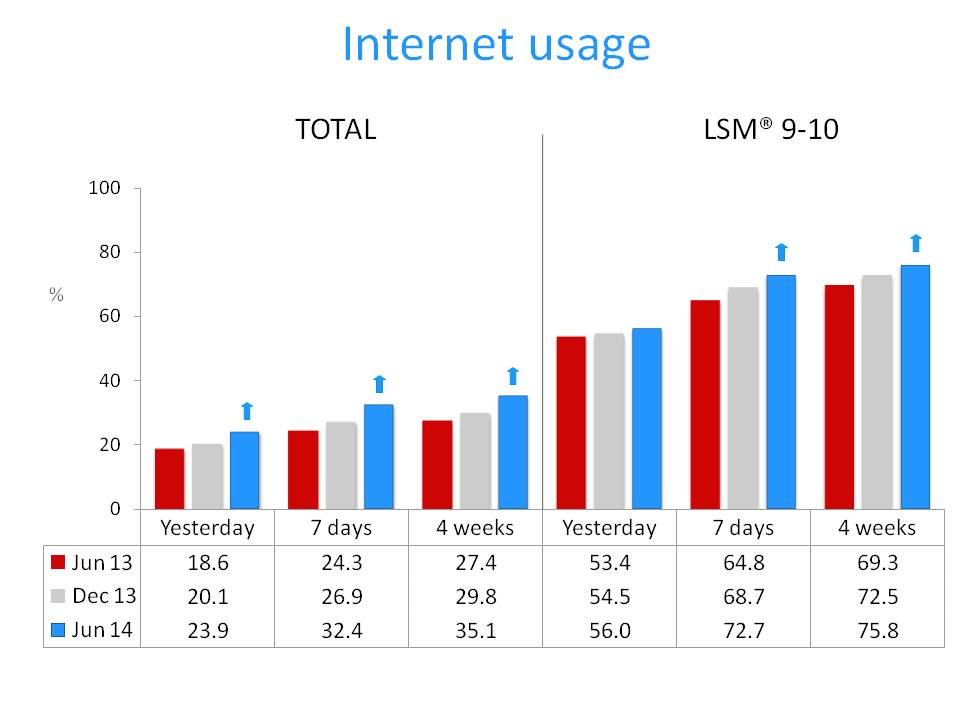 Internet usage
TOTAL
LSM® 9-10
100
80
%
60
40
20
0
Yesterday 7 days 4 weeks Yesterday 7 days 4 weeks
Jun 13 18.6 24.3 27.4 53.4 64.8 69.3
Dec 13 20.1 26.9 29.8 54.5 68.7 72.5
Jun 14 23.9 32.4 35.1 56.0 72.7 75.8